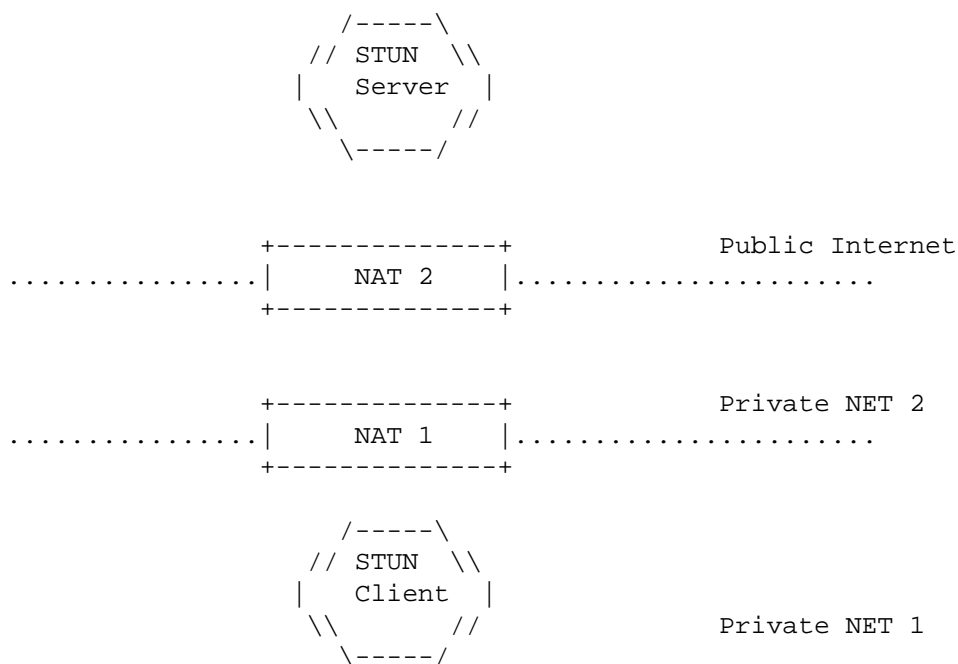 STUN
Server
Public Internet
NAT 2
Private NET 2
NAT 1
STUN
Client
Private NET 1